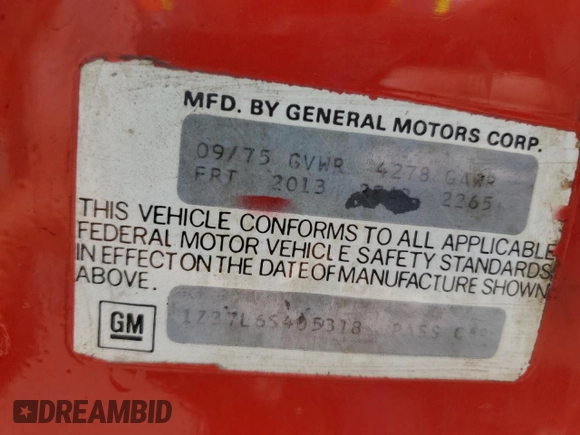 MFD. BY GENERAL MOTORS CORP.
09/75 GVWR 4278 GAWR
FRT 2013 2265
THIS VEHICLE CONFORMS TO ALL APPLICABLE
FEDERAL MOTOR VEHICLE SAFETY STANDARDS
IN EFFECT ON THE DATE OF MANUFACTURE SHOWN
ABOVE.
GM
1Z37L6S405318 PASS CAR
DREAMBID